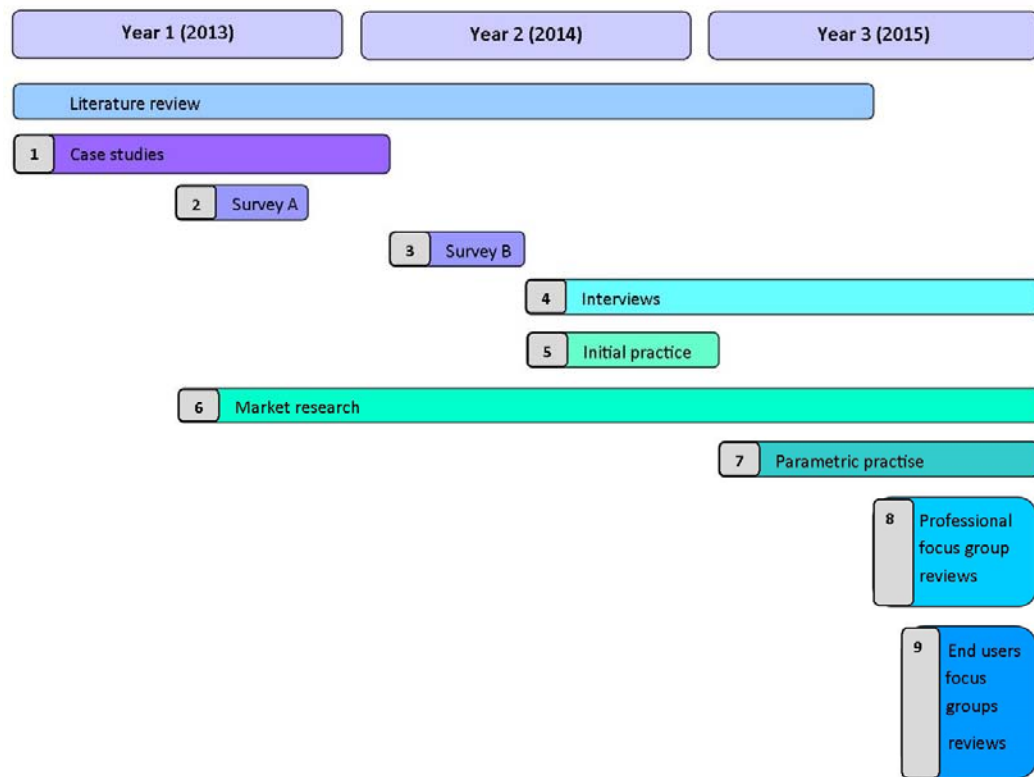 Year 1 (2013)
Year 2 (2014)
Year 3 (2015)
Literature review
1 Case studies
2 Survey A
3 Survey B
4 Interviews
5 Initial practice
6 Market research
7 Parametric practise
8 Professional
focus group
reviews
9 End users
focus
groups
reviews